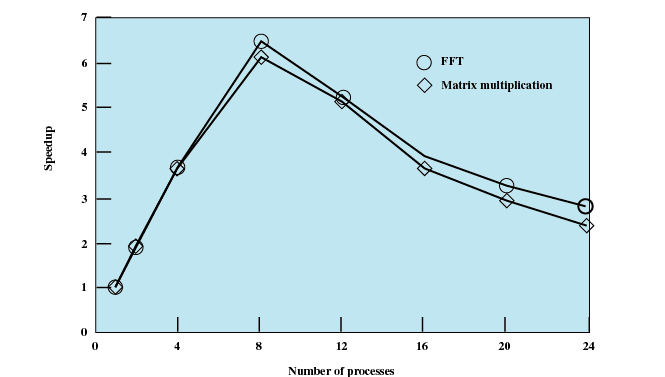 7
6
5
4
3
2
1
0
Speedup
FFT
Matrix multiplication
0 4 8 12 16 20 24
Number of processes